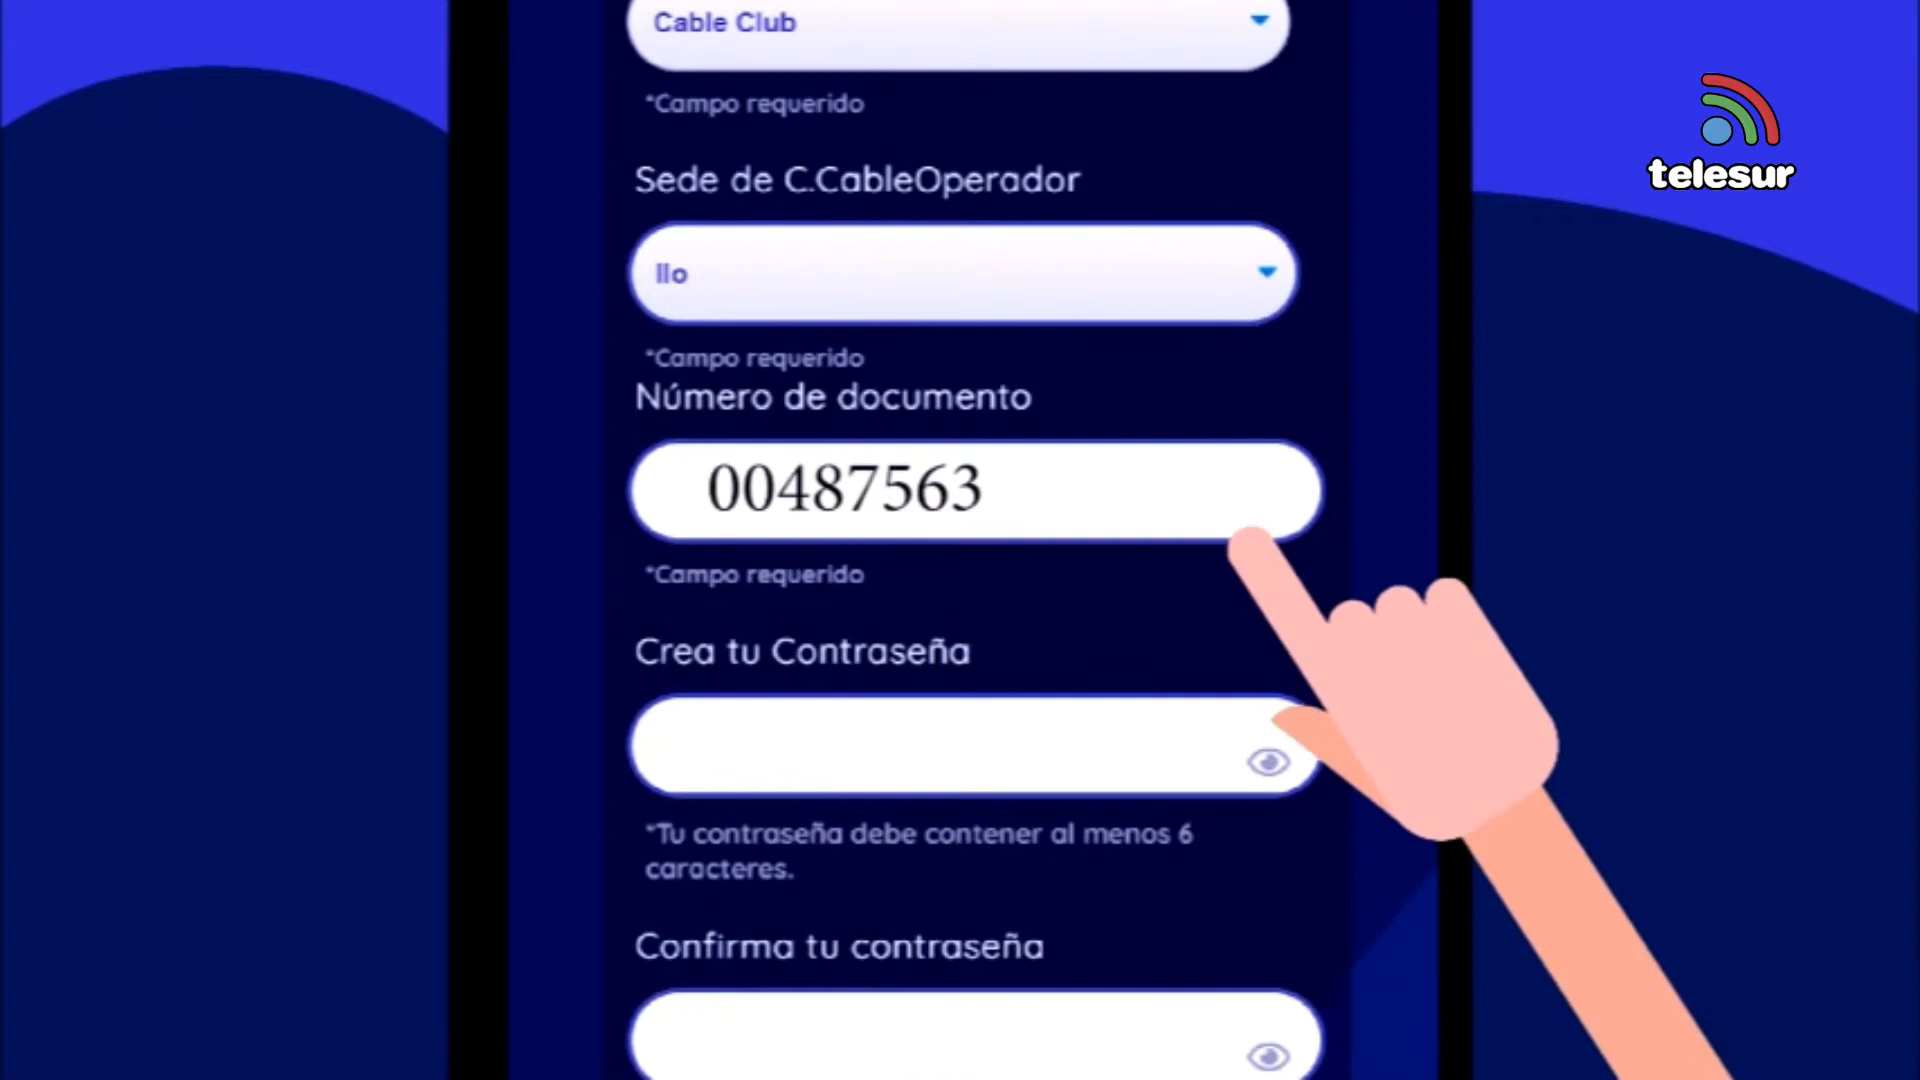 Cable Club
*Campo requerido
telesur
Sede de C.CableOperador
Ilo
*Campo requerido
Número de documento
00487563
*Campo requerido
Crea tu Contraseña
*Tu contraseña debe contener al menos 6
caracteres.
Confirma tu contraseña